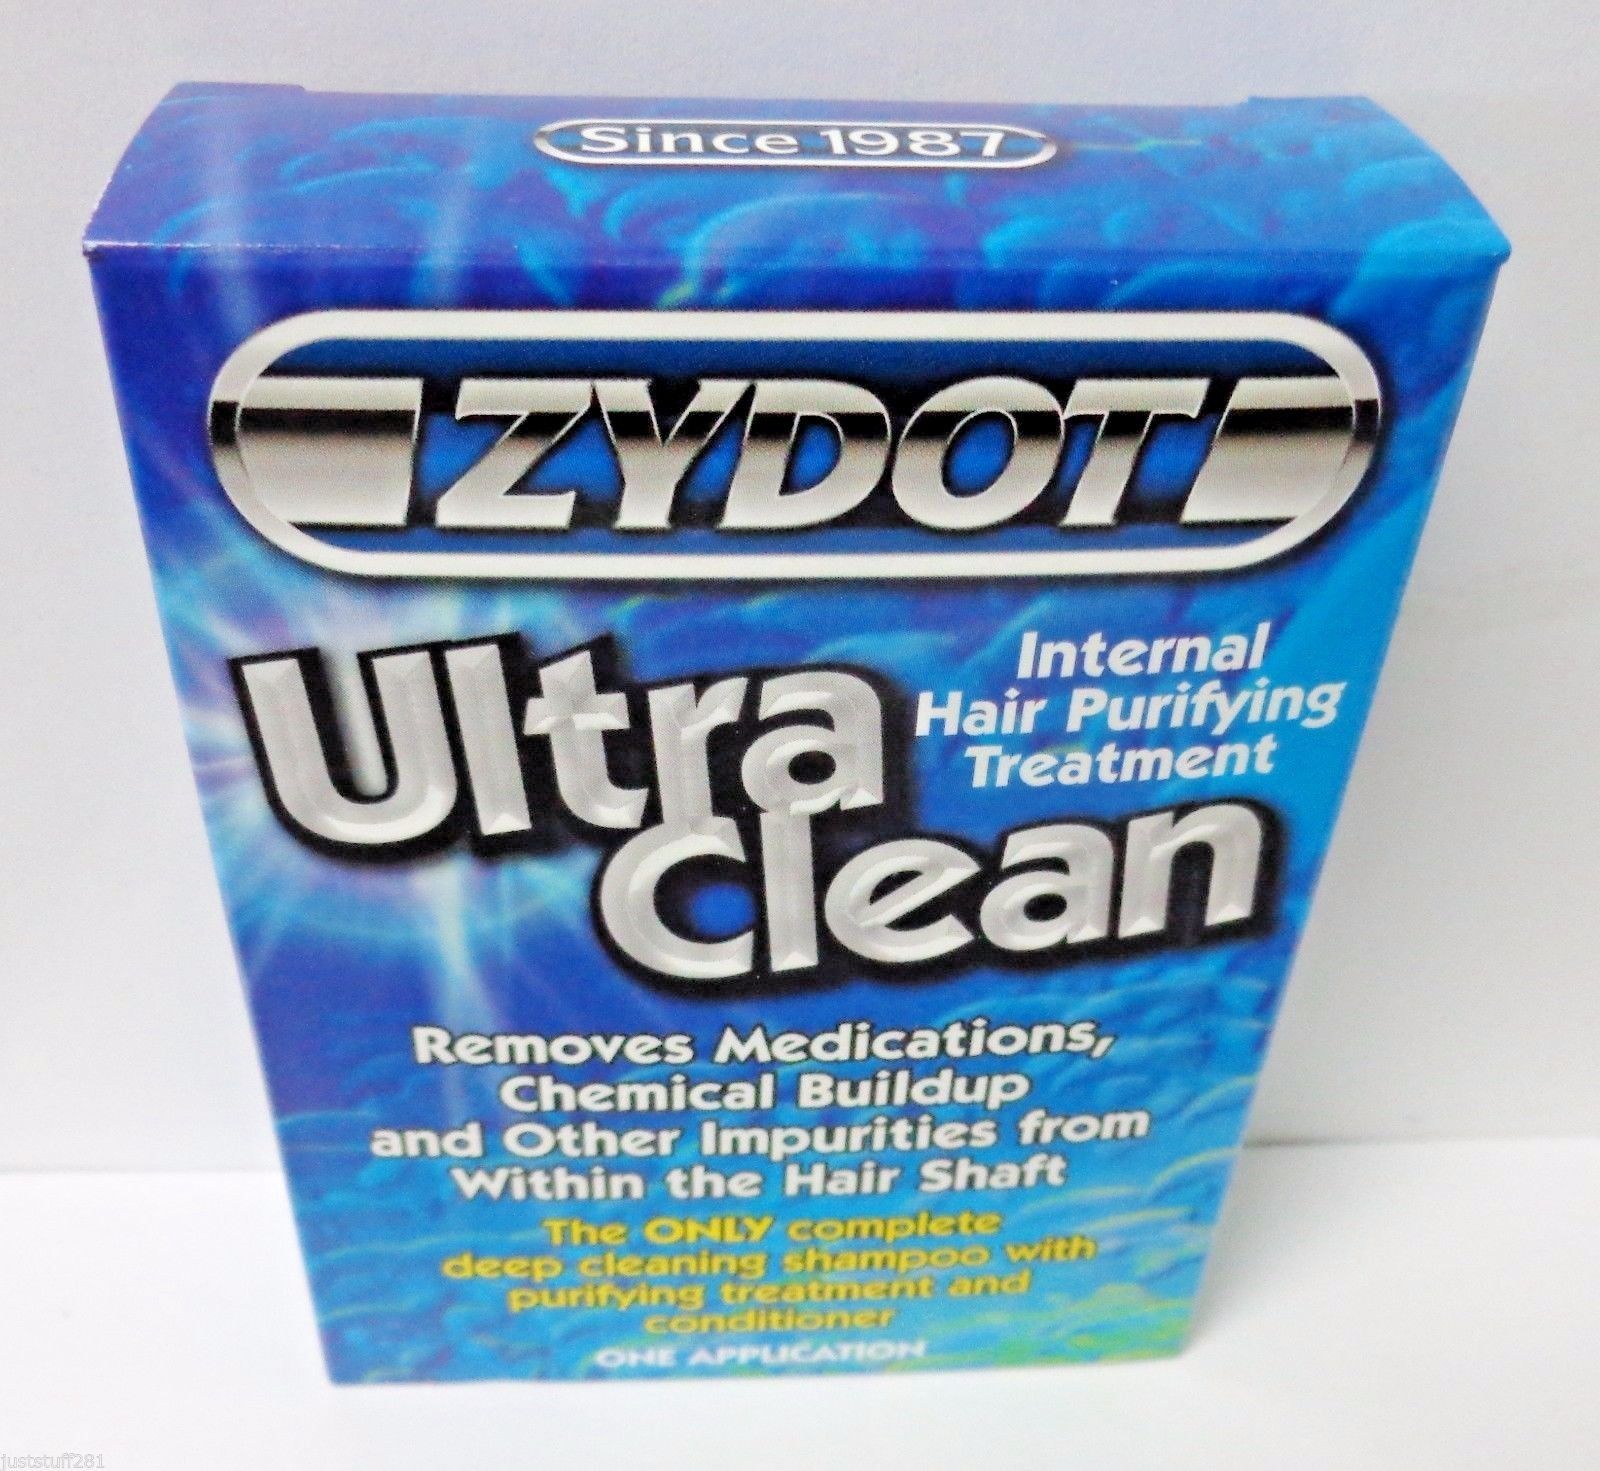 Since 1987
ZYDOT
Ultra
Clean
Internal
Hair Purifying
Treatment
Removes Medications,
Chemical Buildup
and Other Impurities from
Within the Hair Shaft
The ONLY complete
deep cleaning shampoo with
purifying treatment and
conditioner
ONE APPLICATION
juststuff281